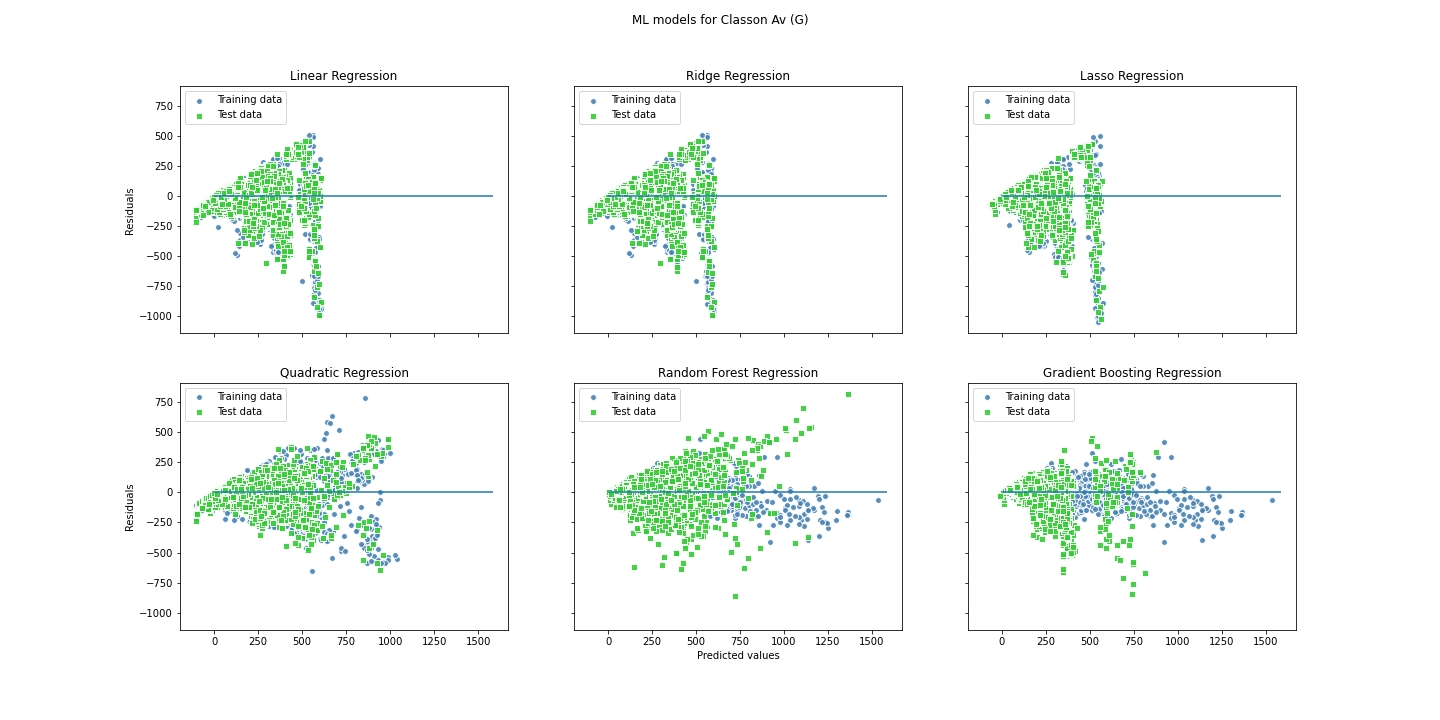 ML models for Classon Av (G)
Linear Regression
Ridge Regression
Lasso Regression
Training data
Test data
Training data
Test data
Training data
Test data
750
500
250
0
−250
−500
−750
−1000
Residuals
Quadratic Regression
Random Forest Regression
Gradient Boosting Regression
Training data
Test data
Training data
Test data
Training data
Test data
750
500
250
0
−250
−500
−750
−1000
Residuals
0 250 500 750 1000 1250 1500
0 250 500 750 1000 1250 1500
0 250 500 750 1000 1250 1500
Predicted values